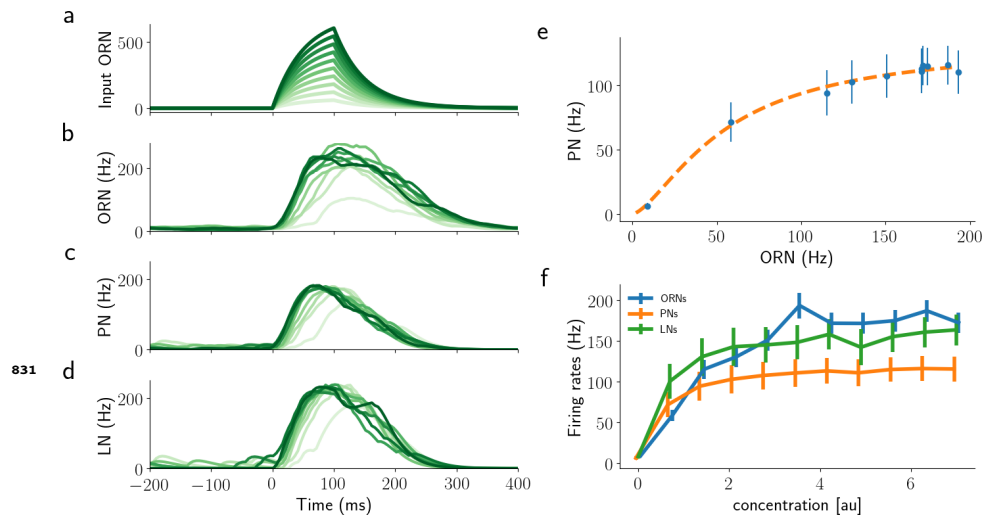 a
Input ORN
500
0
b
ORN (Hz)
200
0
c
PN (Hz)
200
0
831
d
LN (Hz)
200
0
−200 −100 0 100 200 300 400
Time (ms)
e
PN (Hz)
100
50
0
0 50 100 150 200
ORN (Hz)
f
Firing rates (Hz)
200
150
100
50
0
ORNs
PNs
LNs
0 2 4 6
concentration [au]